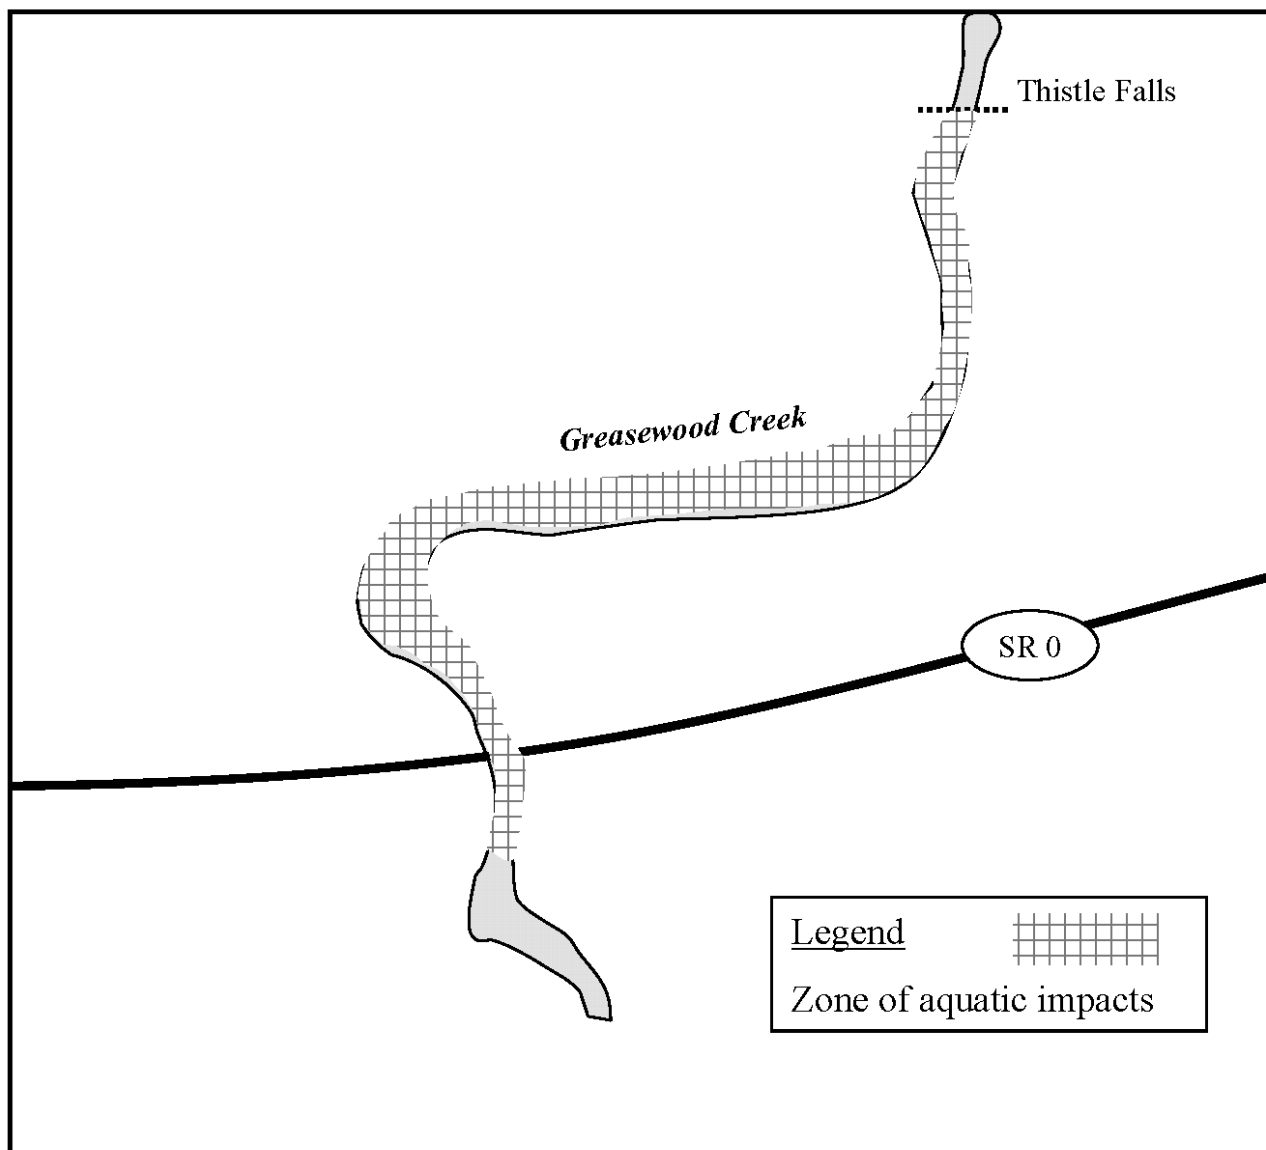 Thistle Falls
Greasewood Creek
SR 0
Legend
Zone of aquatic impacts